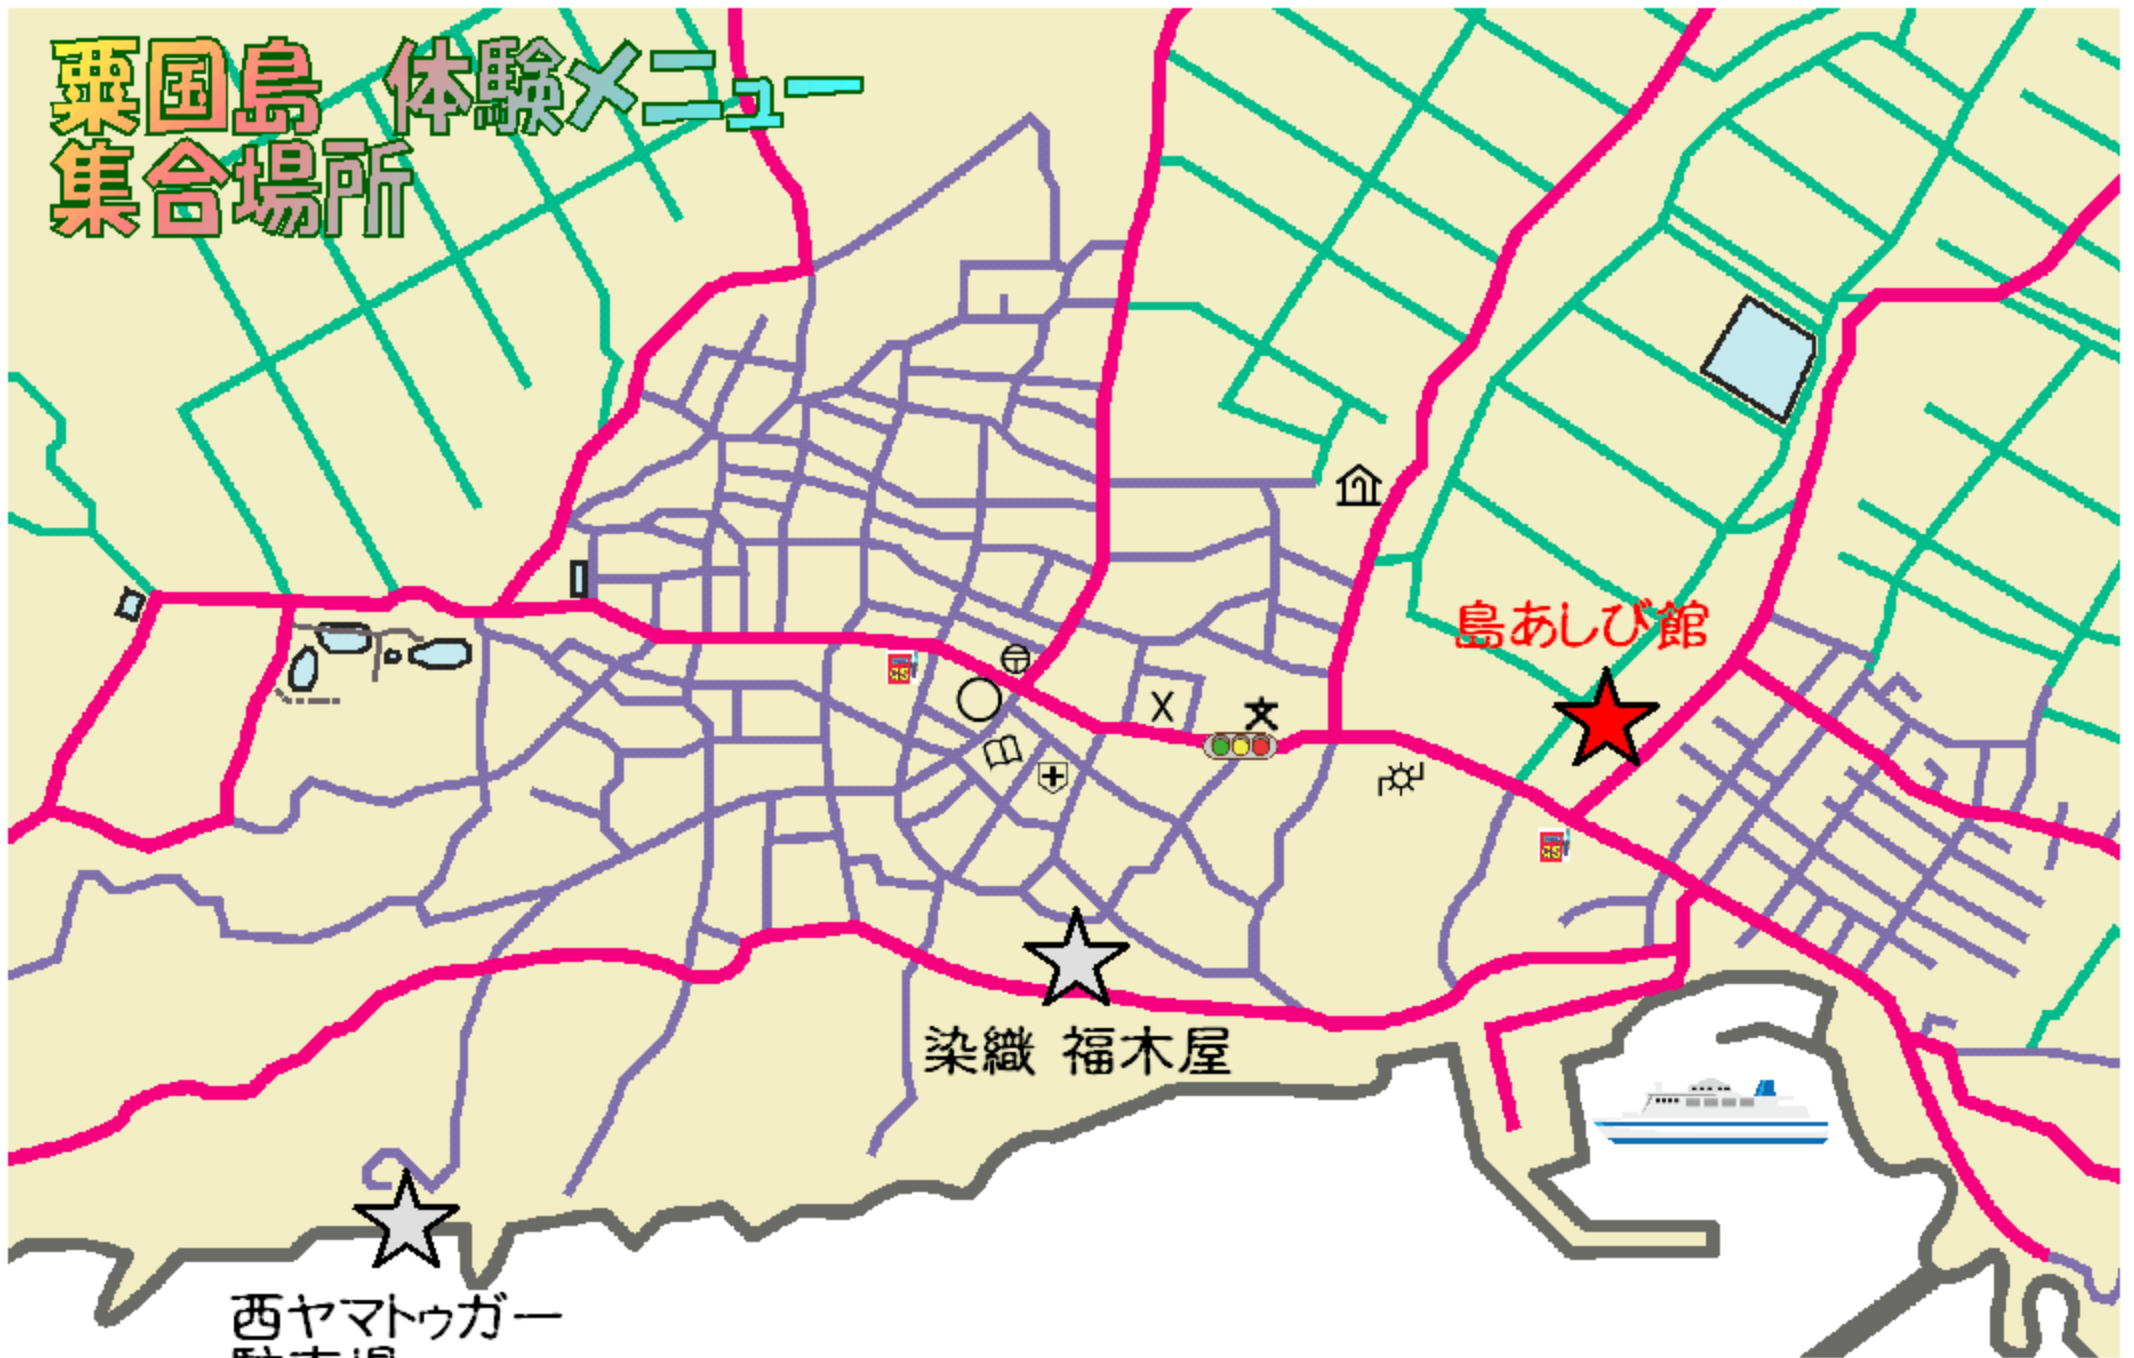 粟国島 体験メニュー
集合場所
島あしび館
染織 福木屋
西ヤマトゥガー